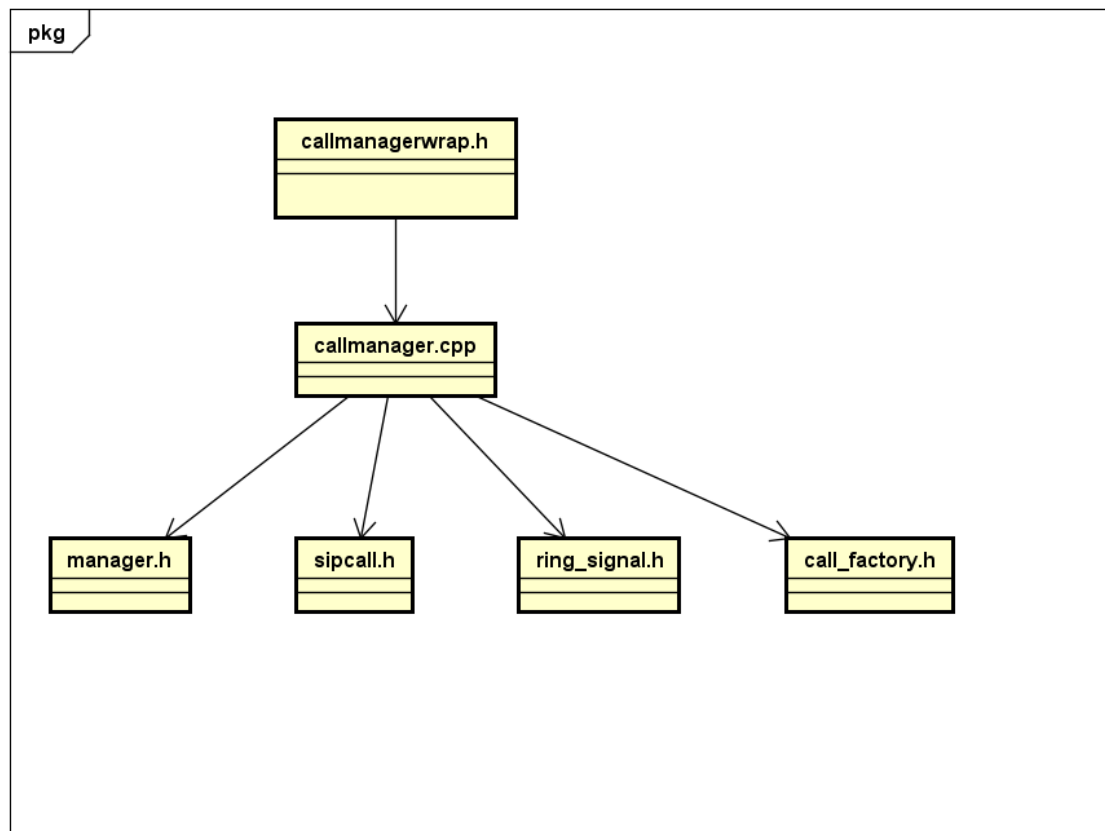 pkg
callmanagerwrap.h
callmanager.cpp
manager.h
sipcall.h
ring_signal.h
call_factory.h